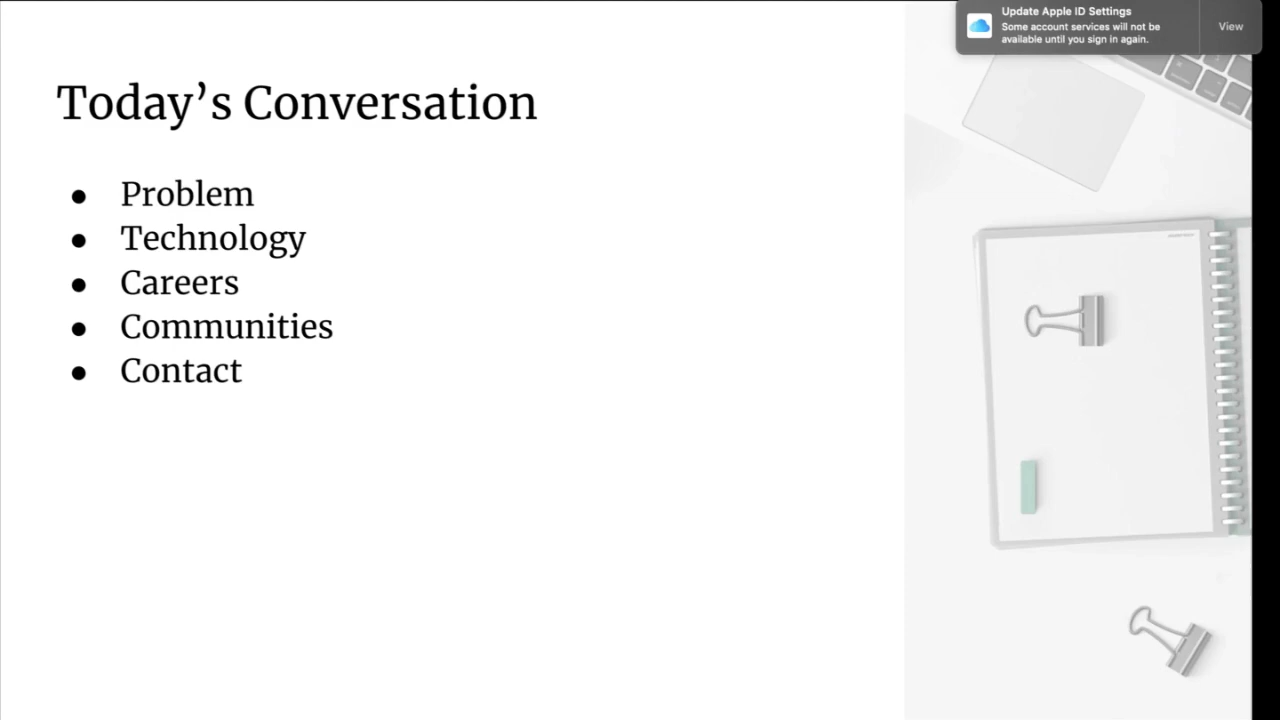 Update Apple ID Settings
Some account services will not be
available until you sign in again.
View
Today’s Conversation
● Problem
● Technology
● Careers
● Communities
● Contact